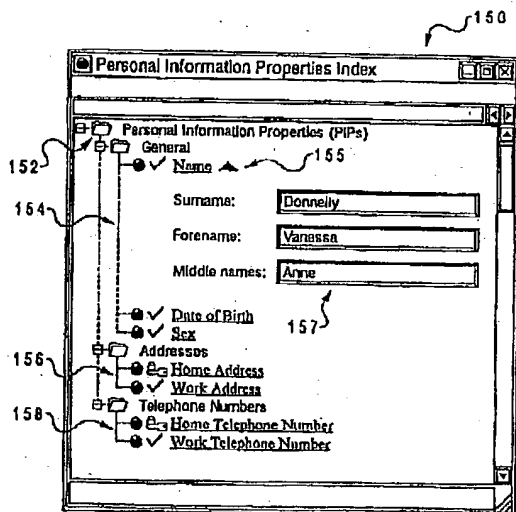 150
Personal Information Properties Index
152
Personal Information Properties (PIPs)
General
Name
155
154
Surname: Donnelly
Forename: Vanessa
Middle names: Anne
157
Date of Birth
Sex
Addresses
156
Home Address
Work Address
Telephone Numbers
158
Home Telephone Number
Work Telephone Number